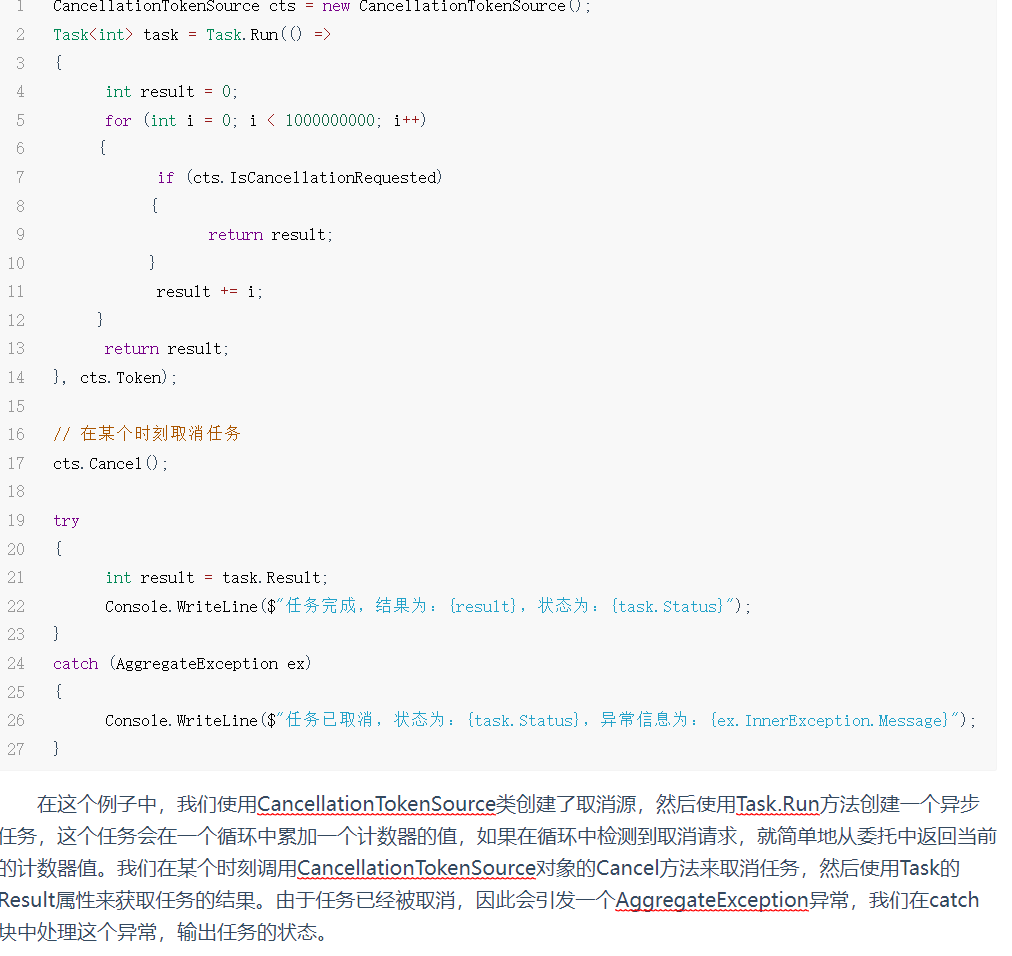 1 CancellationTokenSource cts = new CancellationTokenSource();
2 Task<int> task = Task.Run(() =>
3 {
4 int result = 0;
5 for (int i = 0; i < 1000000000; i++)
6 {
7 if (cts.IsCancellationRequested)
8 {
9 return result;
10 }
11 result += i;
12 }
13 return result;
14 }, cts.Token);
15
16 // 在某个时刻取消任务
17 cts.Cancel();
18
19 try
20 {
21 int result = task.Result;
22 Console.WriteLine($"任务完成，结果为：{result}，状态为：{task.Status}");
23 }
24 catch (AggregateException ex)
25 {
26 Console.WriteLine($"任务已取消，状态为：{task.Status}，异常信息为：{ex.InnerException.Message}");
27 }
在这个例子中，我们使用CancellationTokenSource类创建了取消源，然后使用Task.Run方法创建一个异步
任务，这个任务会在一个循环中累加一个计数器的值，如果在循环中检测到取消请求，就简单地从委托中返回当前
的计数器值。我们在某个时刻调用CancellationTokenSource对象的Cancel方法来取消任务，然后使用Task的
Result属性来获取任务的结果。由于任务已经被取消，因此会引发一个AggregateException异常，我们在catch
块中处理这个异常，输出任务的状态。